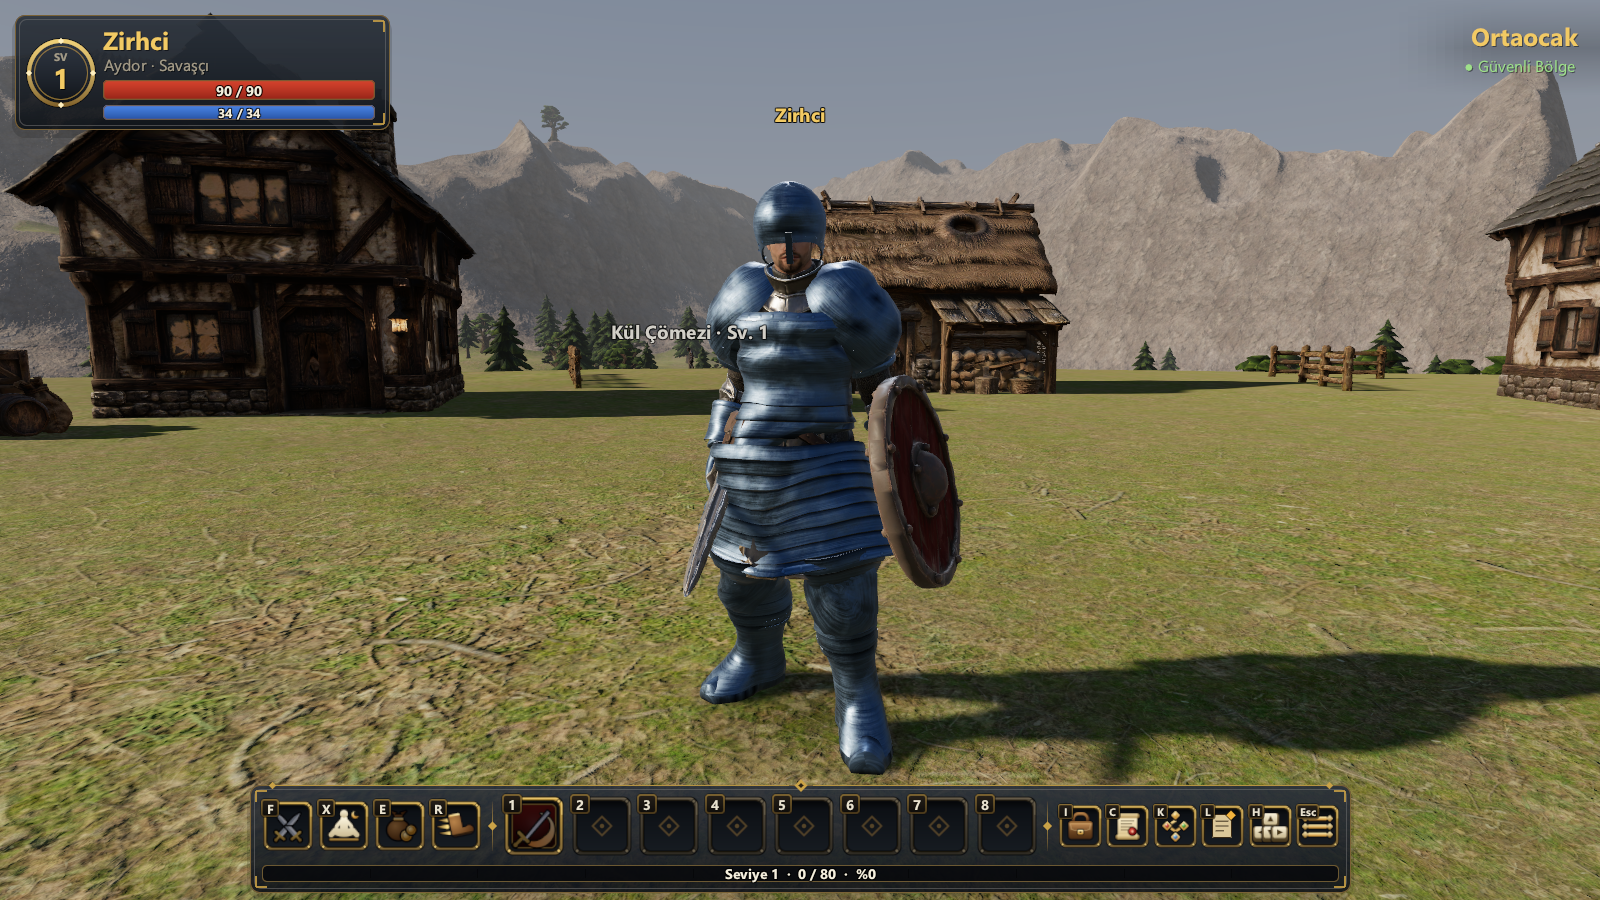 SV
1
Zirhci
Aydor · Savaşçı
90 / 90
34 / 34
Ortaocak
Güvenli Bölge
Zirhci
Kül Çömezi · Sv. 1
F X E R 1 2 3 4 5 6 7 8 I C K L H Esc
Seviye 1 · 0 / 80 · %0